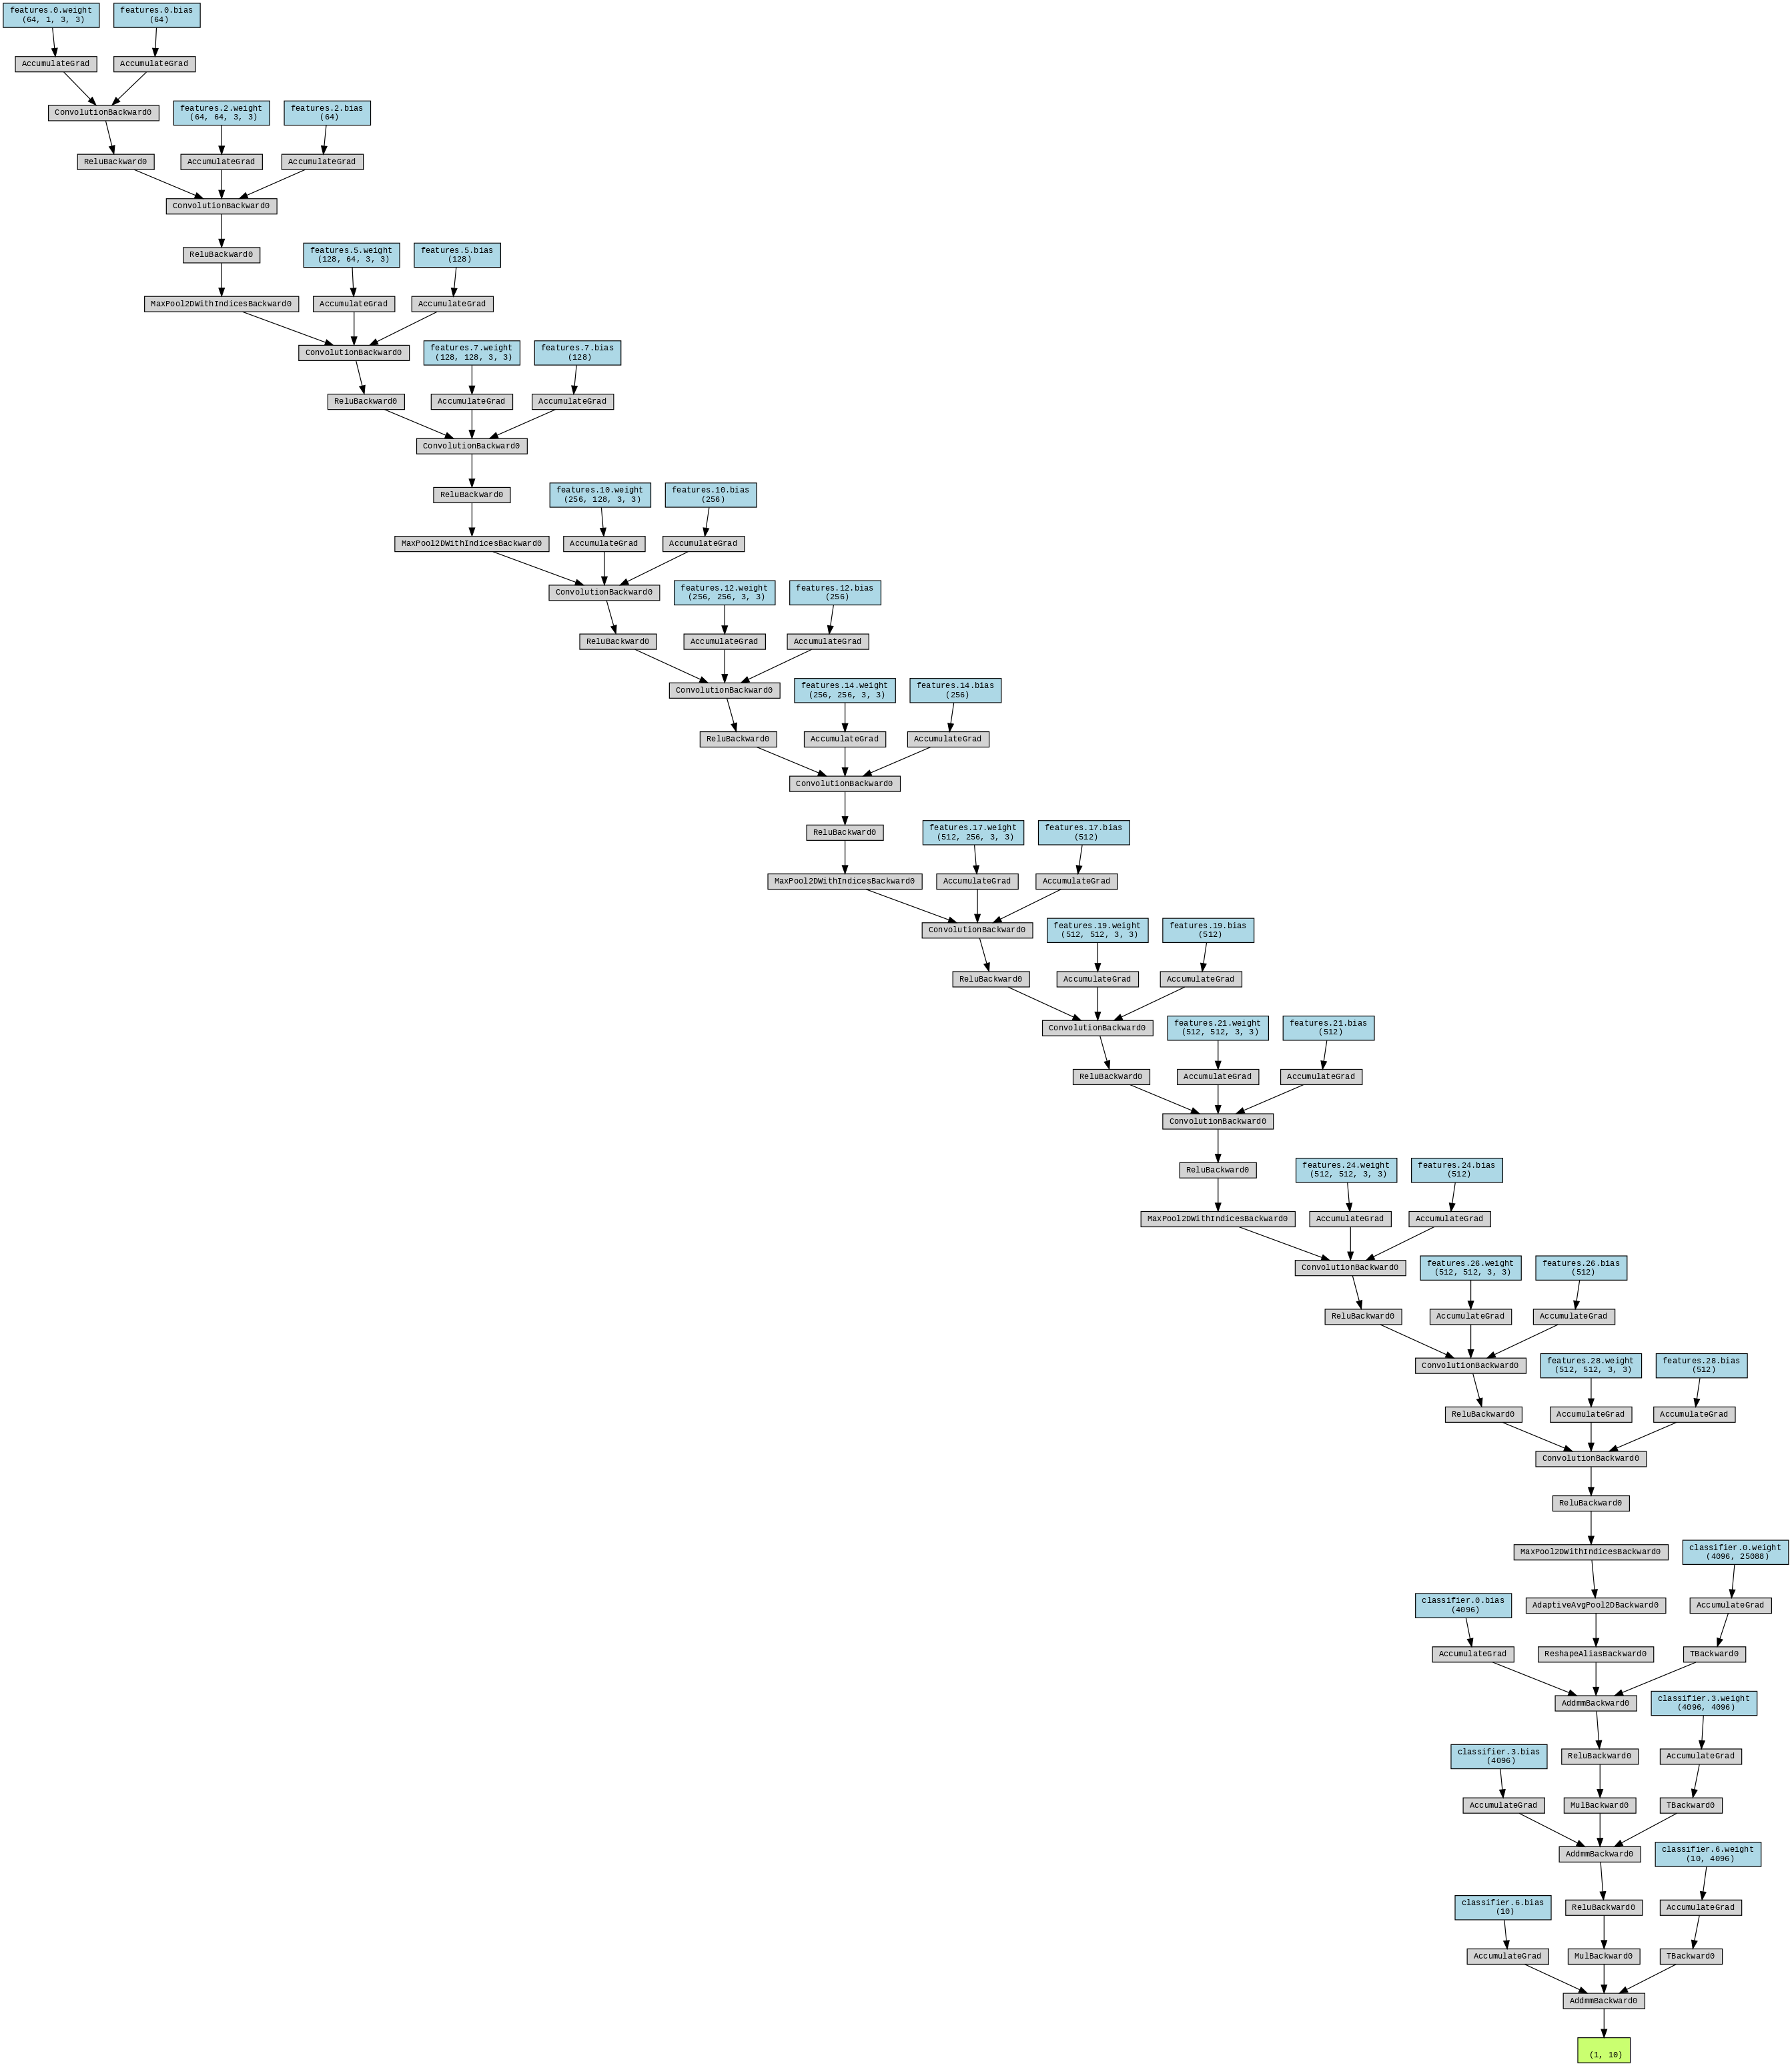 features.0.weight
(64, 1, 3, 3)
features.0.bias
(64)
AccumulateGrad
AccumulateGrad
ConvolutionBackward0
features.2.weight
(64, 64, 3, 3)
features.2.bias
(64)
ReluBackward0
AccumulateGrad
AccumulateGrad
ConvolutionBackward0
ReluBackward0
features.5.weight
(128, 64, 3, 3)
features.5.bias
(128)
MaxPool2DWithIndicesBackward0
AccumulateGrad
AccumulateGrad
ConvolutionBackward0
features.7.weight
(128, 128, 3, 3)
features.7.bias
(128)
ReluBackward0
AccumulateGrad
AccumulateGrad
ConvolutionBackward0
ReluBackward0
features.10.weight
(256, 128, 3, 3)
features.10.bias
(256)
MaxPool2DWithIndicesBackward0
AccumulateGrad
AccumulateGrad
ConvolutionBackward0
features.12.weight
(256, 256, 3, 3)
features.12.bias
(256)
ReluBackward0
AccumulateGrad
AccumulateGrad
ConvolutionBackward0
features.14.weight
(256, 256, 3, 3)
features.14.bias
(256)
ReluBackward0
AccumulateGrad
AccumulateGrad
ConvolutionBackward0
ReluBackward0
features.17.weight
(512, 256, 3, 3)
features.17.bias
(512)
MaxPool2DWithIndicesBackward0
AccumulateGrad
AccumulateGrad
ConvolutionBackward0
features.19.weight
(512, 512, 3, 3)
features.19.bias
(512)
ReluBackward0
AccumulateGrad
AccumulateGrad
ConvolutionBackward0
features.21.weight
(512, 512, 3, 3)
features.21.bias
(512)
ReluBackward0
AccumulateGrad
AccumulateGrad
ConvolutionBackward0
ReluBackward0
features.24.weight
(512, 512, 3, 3)
features.24.bias
(512)
MaxPool2DWithIndicesBackward0
AccumulateGrad
AccumulateGrad
ConvolutionBackward0
features.26.weight
(512, 512, 3, 3)
features.26.bias
(512)
ReluBackward0
AccumulateGrad
AccumulateGrad
ConvolutionBackward0
features.28.weight
(512, 512, 3, 3)
features.28.bias
(512)
ReluBackward0
AccumulateGrad
AccumulateGrad
ConvolutionBackward0
ReluBackward0
MaxPool2DWithIndicesBackward0
classifier.0.weight
(4096, 25088)
classifier.0.bias
(4096)
AdaptiveAvgPool2DBackward0
AccumulateGrad
AccumulateGrad
ReshapeAliasBackward0
TBackward0
AddmmBackward0
classifier.3.weight
(4096, 4096)
classifier.3.bias
(4096)
ReluBackward0
AccumulateGrad
AccumulateGrad
MulBackward0
TBackward0
AddmmBackward0
classifier.6.weight
(10, 4096)
classifier.6.bias
(10)
ReluBackward0
AccumulateGrad
AccumulateGrad
MulBackward0
TBackward0
AddmmBackward0
(1, 10)